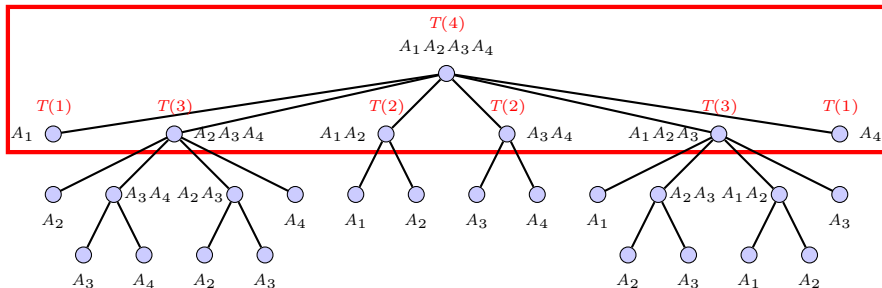 T(4)
A₁A₂A₃A₄
T(1) T(3) T(2) T(2) T(3) T(1)
A₁ A₂A₃A₄ A₁A₂ A₃A₄ A₁A₂A₃ A₄
A₃A₄ A₂A₃ A₂A₃ A₁A₂
A₂ A₄ A₁ A₂ A₃ A₄ A₁ A₃
A₃ A₄ A₂ A₃ A₂ A₃ A₁ A₂